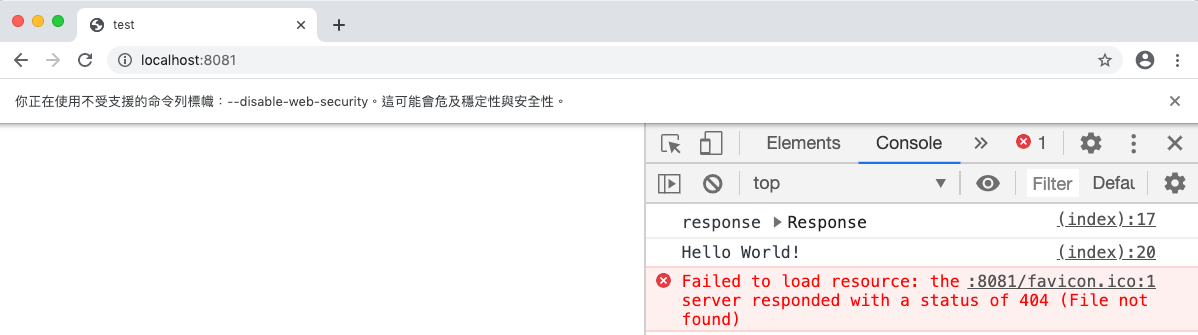 test
localhost:8081
你正在使用不受支援的命令列標幟：--disable-web-security。這可能會危及穩定性與安全性。
Elements Console 1
top Filter Defau
response Response (index):17
Hello World! (index):20
Failed to load resource: the :8081/favicon.ico:1
server responded with a status of 404 (File not
found)